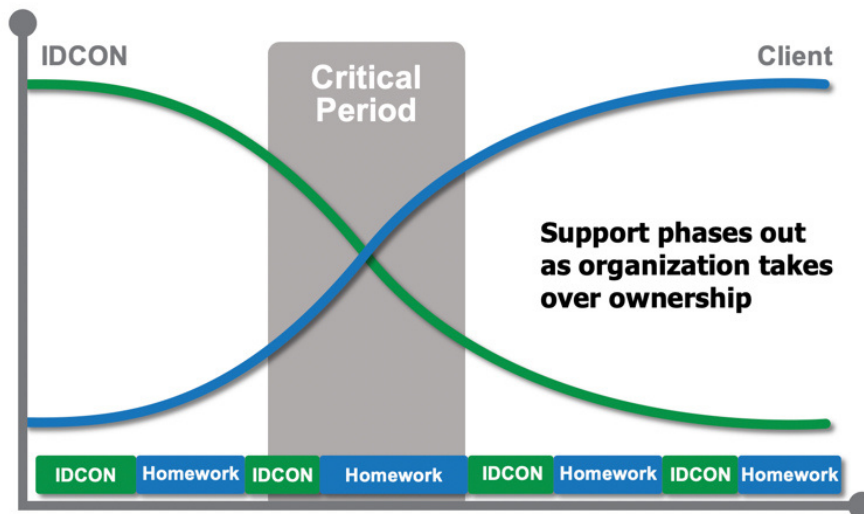 IDCON
Client
Critical
Period
Support phases out
as organization takes
over ownership
IDCON Homework IDCON Homework IDCON Homework IDCON Homework